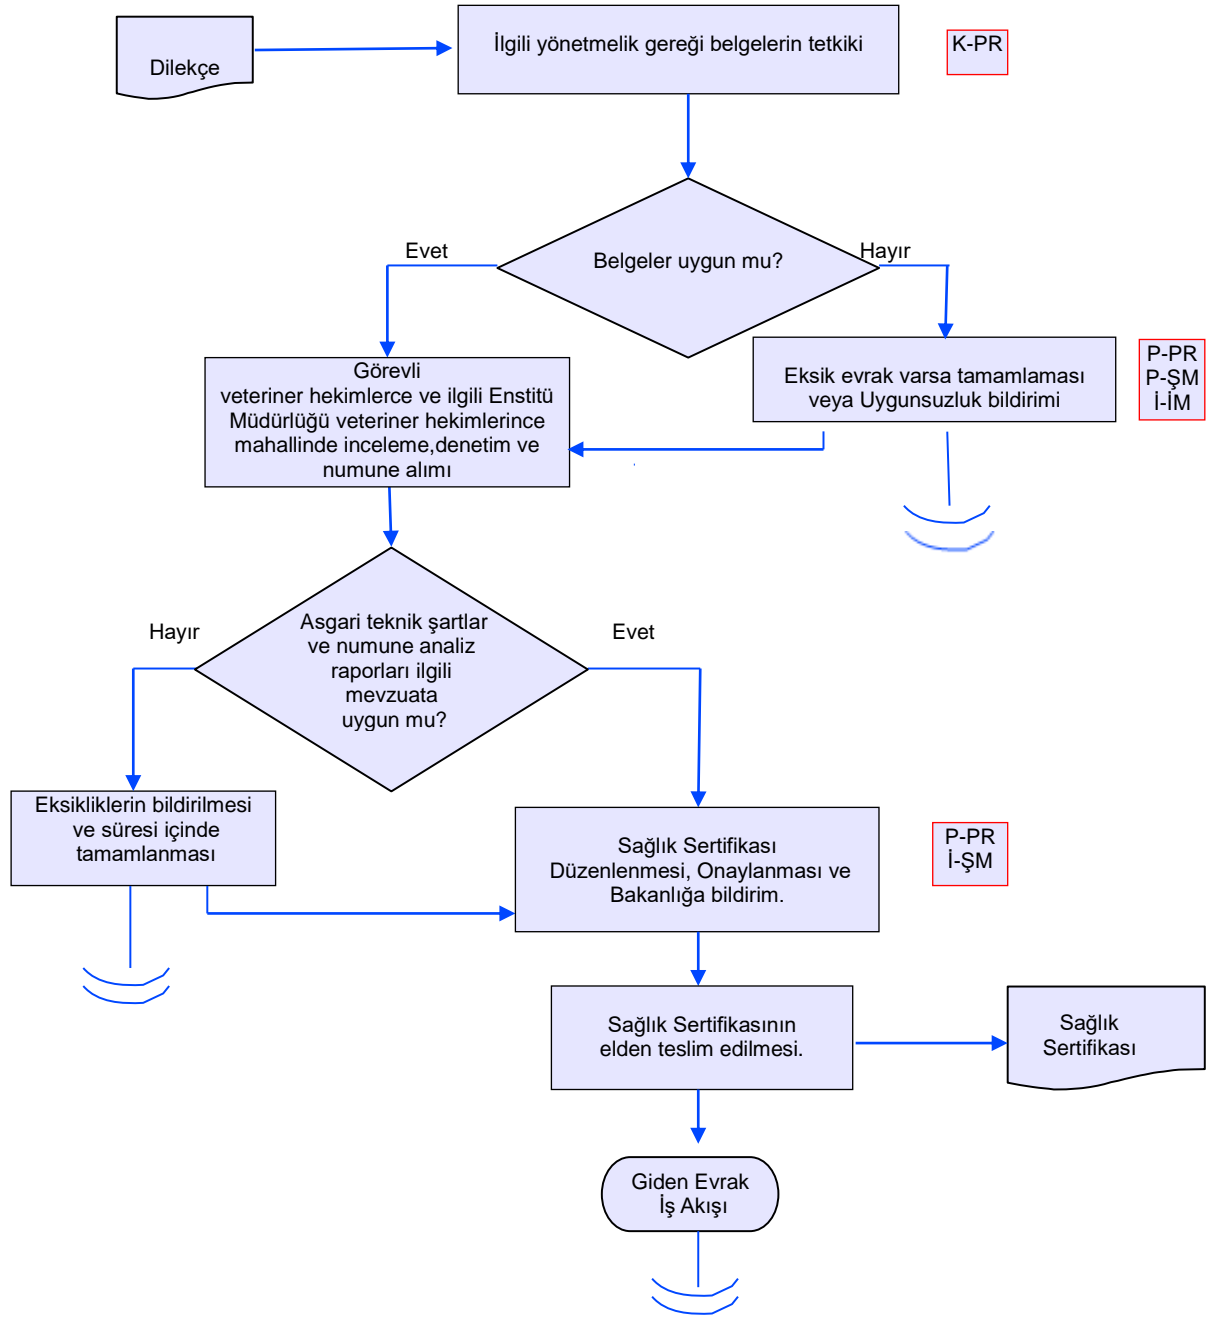 Dilekçe
İlgili yönetmelik gereği belgelerin tetkiki
K-PR
Belgeler uygun mu?
Evet
Hayır
Görevli
veteriner hekimlerce ve ilgili Enstitü
Müdürlüğü veteriner hekimlerince
mahallinde inceleme,denetim ve
numune alımı
Eksik evrak varsa tamamlaması
veya Uygunsuzluk bildirimi
P-PR
P-ŞM
İ-İM
Hayır
Asgari teknik şartlar
ve numune analiz
raporları ilgili
mevzuata
uygun mu?
Evet
Eksikliklerin bildirilmesi
ve süresi içinde
tamamlanması
Sağlık Sertifikası
Düzenlenmesi, Onaylanması ve
Bakanlığa bildirim.
P-PR
İ-ŞM
Sağlık Sertifikasının
elden teslim edilmesi.
Sağlık
Sertifikası
Giden Evrak
İş Akışı